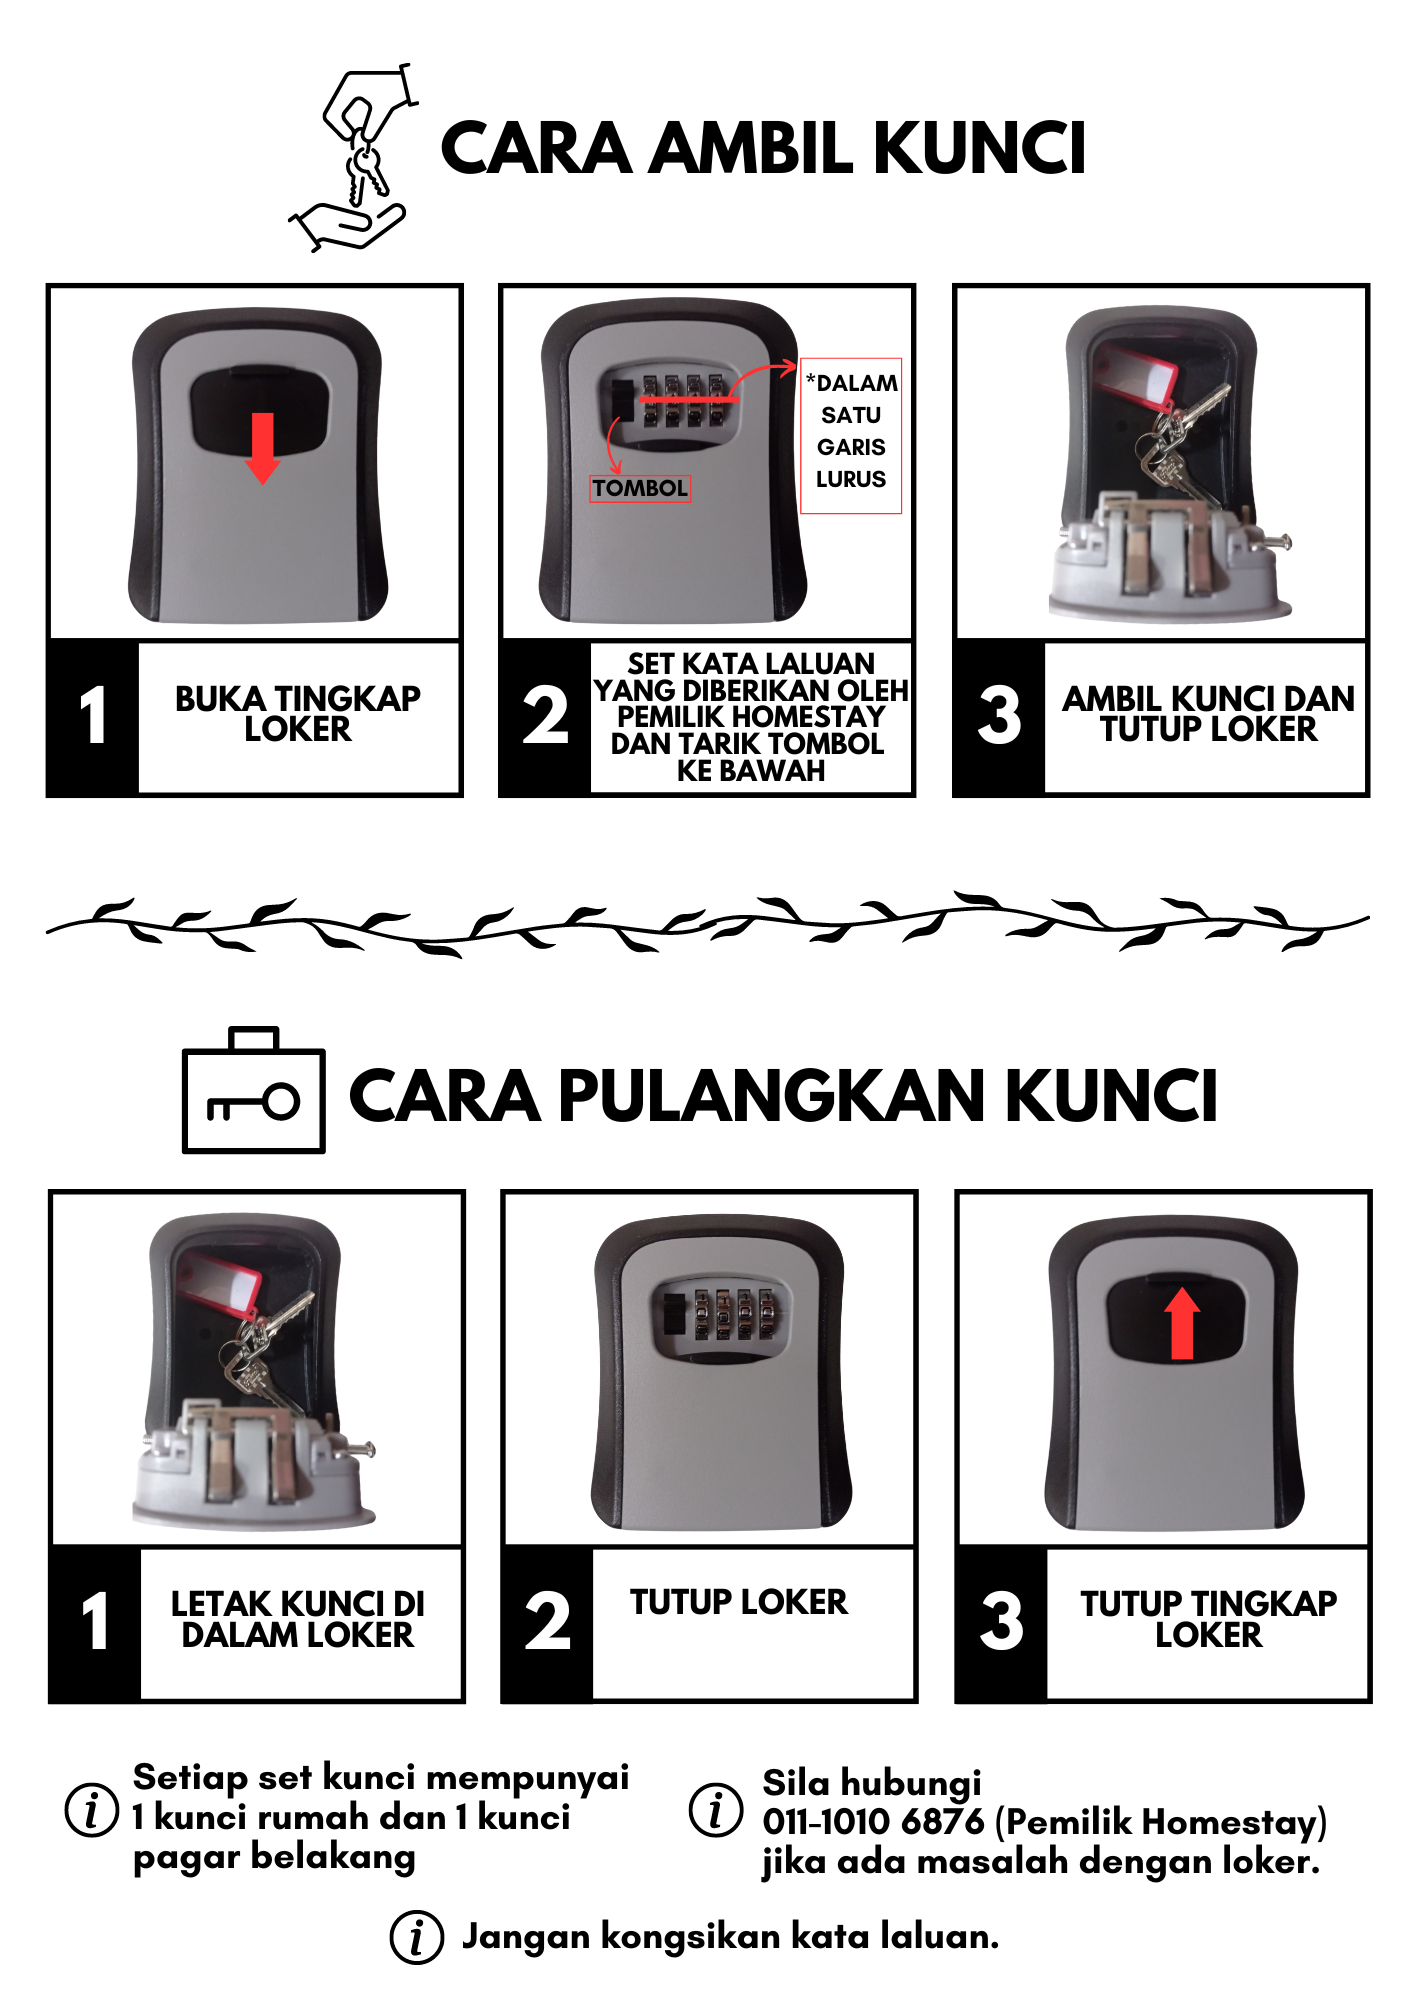 CARA AMBIL KUNCI
*DALAM
SATU
GARIS
LURUS
TOMBOL
1
BUKA TINGKAP
LOKER
2
SET KATA LALUAN
YANG DIBERIKAN OLEH
PEMILIK HOMESTAY
DAN TARIK TOMBOL
KE BAWAH
3
AMBIL KUNCI DAN
TUTUP LOKER
CARA PULANGKAN KUNCI
1
LETAK KUNCI DI
DALAM LOKER
2
TUTUP LOKER
3
TUTUP TINGKAP
LOKER
i
Setiap set kunci mempunyai
1 kunci rumah dan 1 kunci
pagar belakang
i
Sila hubungi
011-1010 6876 (Pemilik Homestay)
jika ada masalah dengan loker.
i
Jangan kongsikan kata laluan.